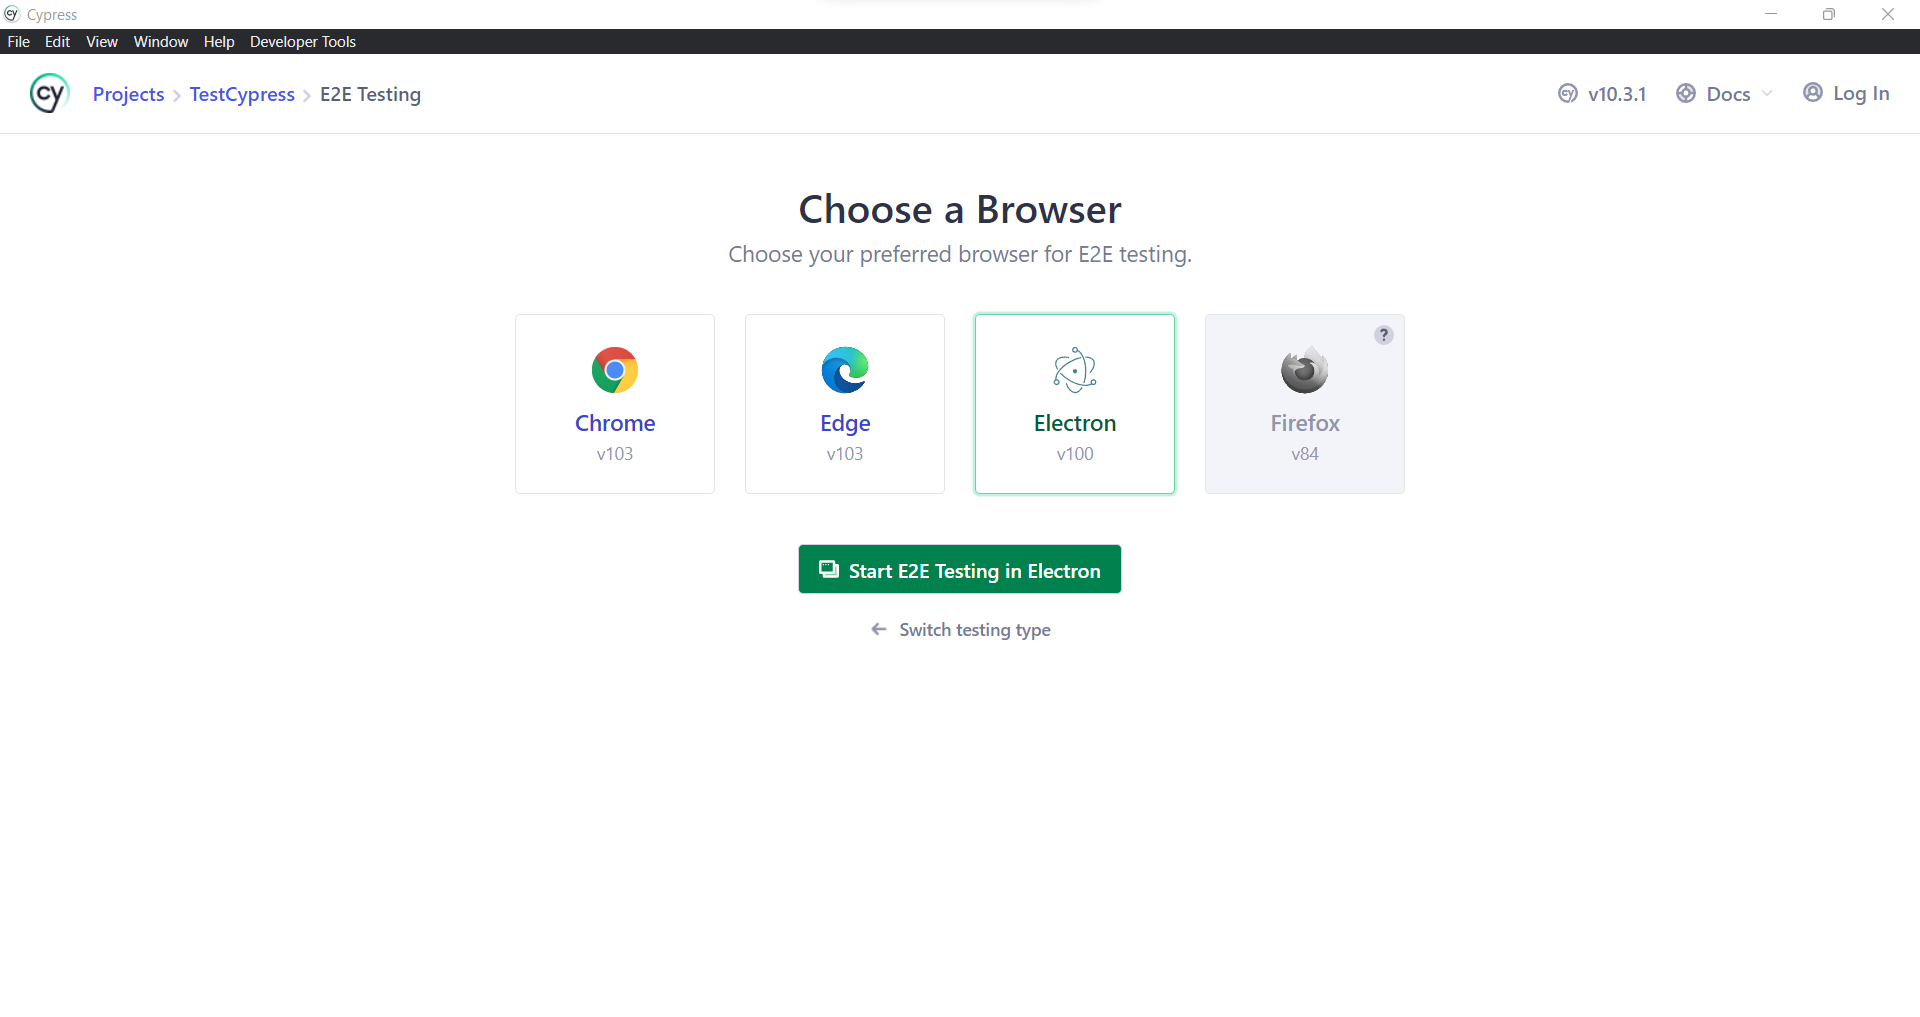 Cypress
File Edit View Window Help Developer Tools
cy Projects TestCypress E2E Testing
v10.3.1 Docs Log In
Choose a Browser
Choose your preferred browser for E2E testing.
Chrome
v103
Edge
v103
Electron
v100
?
Firefox
v84
Start E2E Testing in Electron
Switch testing type